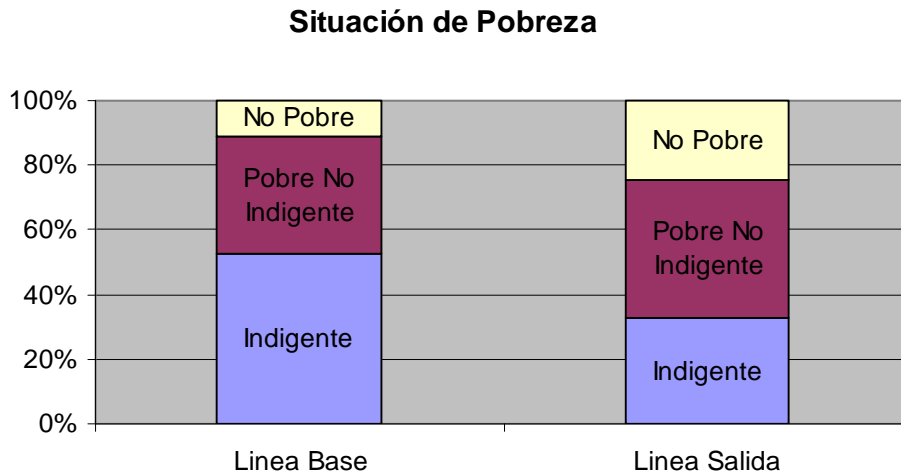 Situación de Pobreza
100%
80%
60%
40%
20%
0%
No Pobre
Pobre No
Indigente
Indigente
No Pobre
Pobre No
Indigente
Indigente
Linea Base
Linea Salida